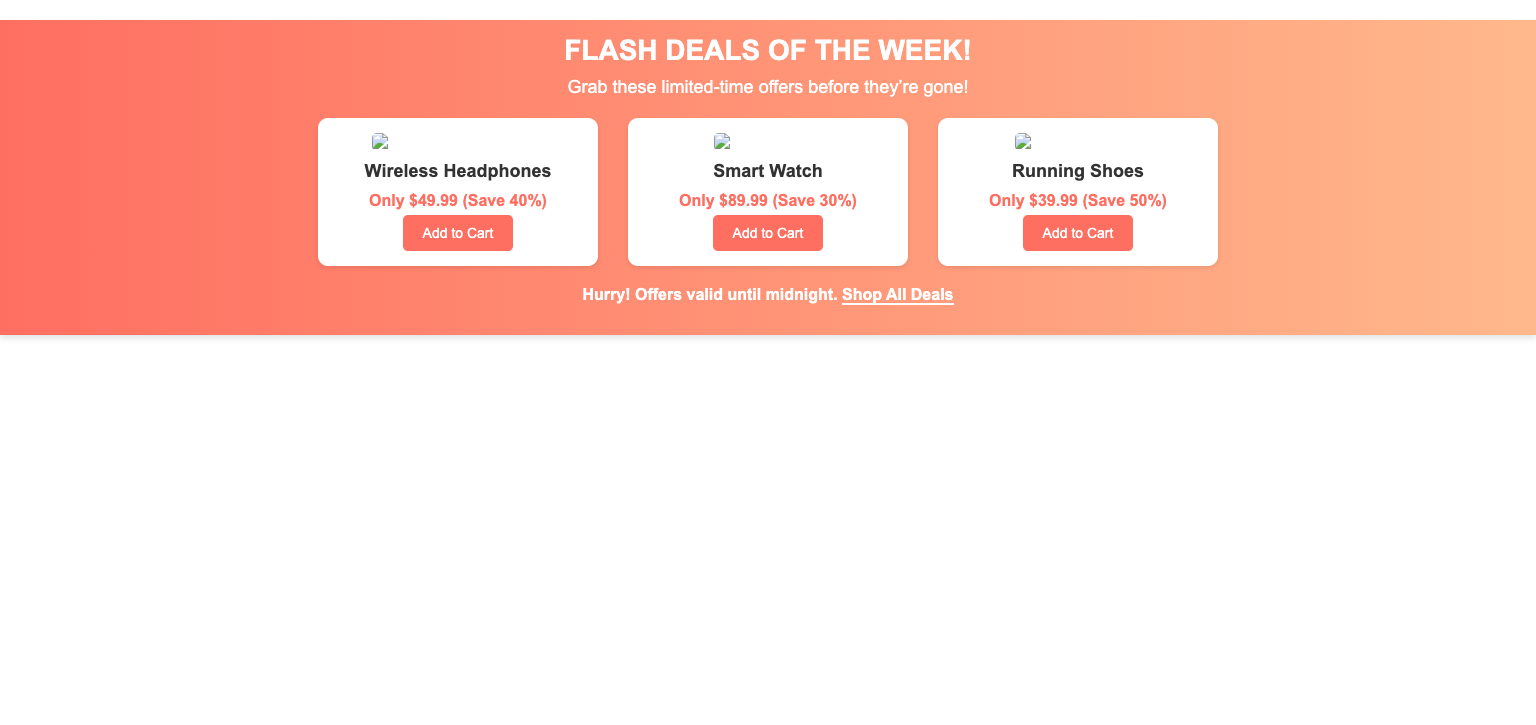 FLASH DEALS OF THE WEEK!
Grab these limited-time offers before they’re gone!
Wireless Headphones
Only $49.99 (Save 40%)
Add to Cart
Smart Watch
Only $89.99 (Save 30%)
Add to Cart
Running Shoes
Only $39.99 (Save 50%)
Add to Cart
Hurry! Offers valid until midnight. Shop All Deals